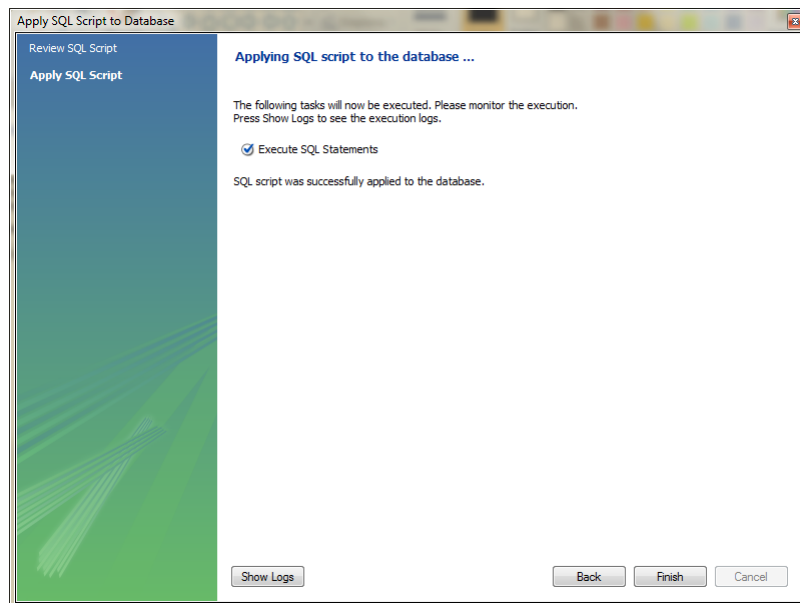 Apply SQL Script to Database
Review SQL Script
Apply SQL Script
Applying SQL script to the database ...
The following tasks will now be executed. Please monitor the execution.
Press Show Logs to see the execution logs.
Execute SQL Statements
SQL script was successfully applied to the database.
Show Logs
Back
Finish
Cancel